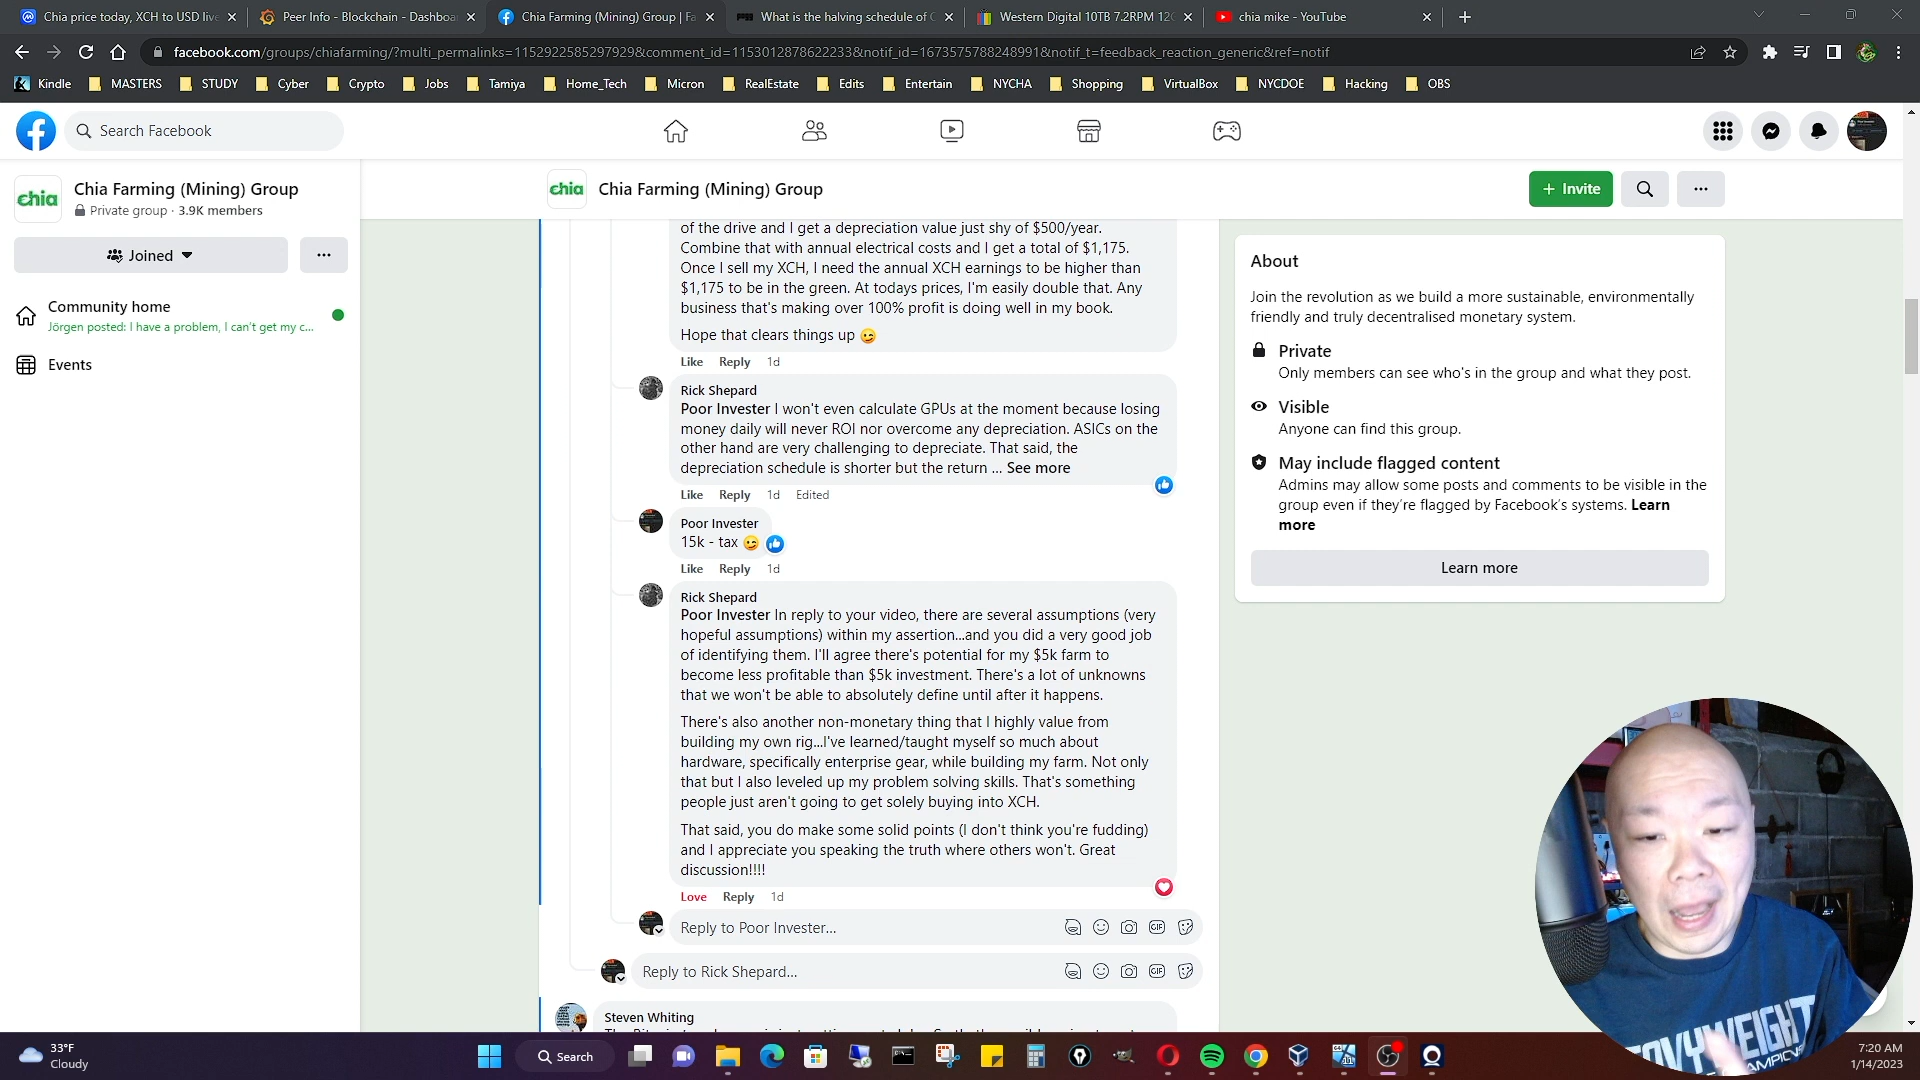 Chia price today, XCH to USD live
Peer Info - Blockchain - Dashboa
Chia Farming (Mining) Group | Fa
What is the halving schedule of C
Western Digital 10TB 7.2RPM 12G
chia mike - YouTube
facebook.com/groups/chiafarming/?multi_permalinks=1152922585297929&comment_id=1153012878622233&notif_id=1673575788248991&notif_t=feedback_reaction_generic&ref=notif
Kindle MASTERS STUDY Cyber Crypto Jobs Tamiya Home_Tech Micron RealEstate Edits Entertain NYCHA Shopping VirtualBox NYCDOE Hacking OBS
Search Facebook
chia
Chia Farming (Mining) Group
Private group · 3.9K members
Joined
Community home
Jörgen posted: I have a problem, I can't get my c...
Events
chia
Chia Farming (Mining) Group
+ Invite
of the drive and I get a depreciation value just shy of $500/year.
Combine that with annual electrical costs and I get a total of $1,175.
Once I sell my XCH, I need the annual XCH earnings to be higher than
$1,175 to be in the green. At todays prices, I'm easily double that. Any
business that's making over 100% profit is doing well in my book.
Hope that clears things up 😉
Like Reply 1d
Rick Shepard
Poor Invester I won't even calculate GPUs at the moment because losing
money daily will never ROI nor overcome any depreciation. ASICs on the
other hand are very challenging to depreciate. That said, the
depreciation schedule is shorter but the return ... See more
Like Reply 1d Edited
Poor Invester
15k - tax 😉
Like Reply 1d
Rick Shepard
Poor Invester In reply to your video, there are several assumptions (very
hopeful assumptions) within my assertion...and you did a very good job
of identifying them. I'll agree there's potential for my $5k farm to
become less profitable than $5k investment. There's a lot of unknowns
that we won't be able to absolutely define until after it happens.
There's also another non-monetary thing that I highly value from
building my own rig...I've learned/taught myself so much about
hardware, specifically enterprise gear, while building my farm. Not only
that but I also leveled up my problem solving skills. That's something
people just aren't going to get solely buying into XCH.
That said, you do make some solid points (I don't think you're fudding)
and I appreciate you speaking the truth where others won't. Great
discussion!!!!
Love Reply 1d
Reply to Poor Invester...
GIF
Reply to Rick Shepard...
GIF
Steven Whiting
About
Join the revolution as we build a more sustainable, environmentally
friendly and truly decentralised monetary system.
Private
Only members can see who's in the group and what they post.
Visible
Anyone can find this group.
May include flagged content
Admins may allow some posts and comments to be visible in the
group even if they're flagged by Facebook's systems. Learn
more
Learn more
33°F
Cloudy
Search
7:20 AM
1/14/2023